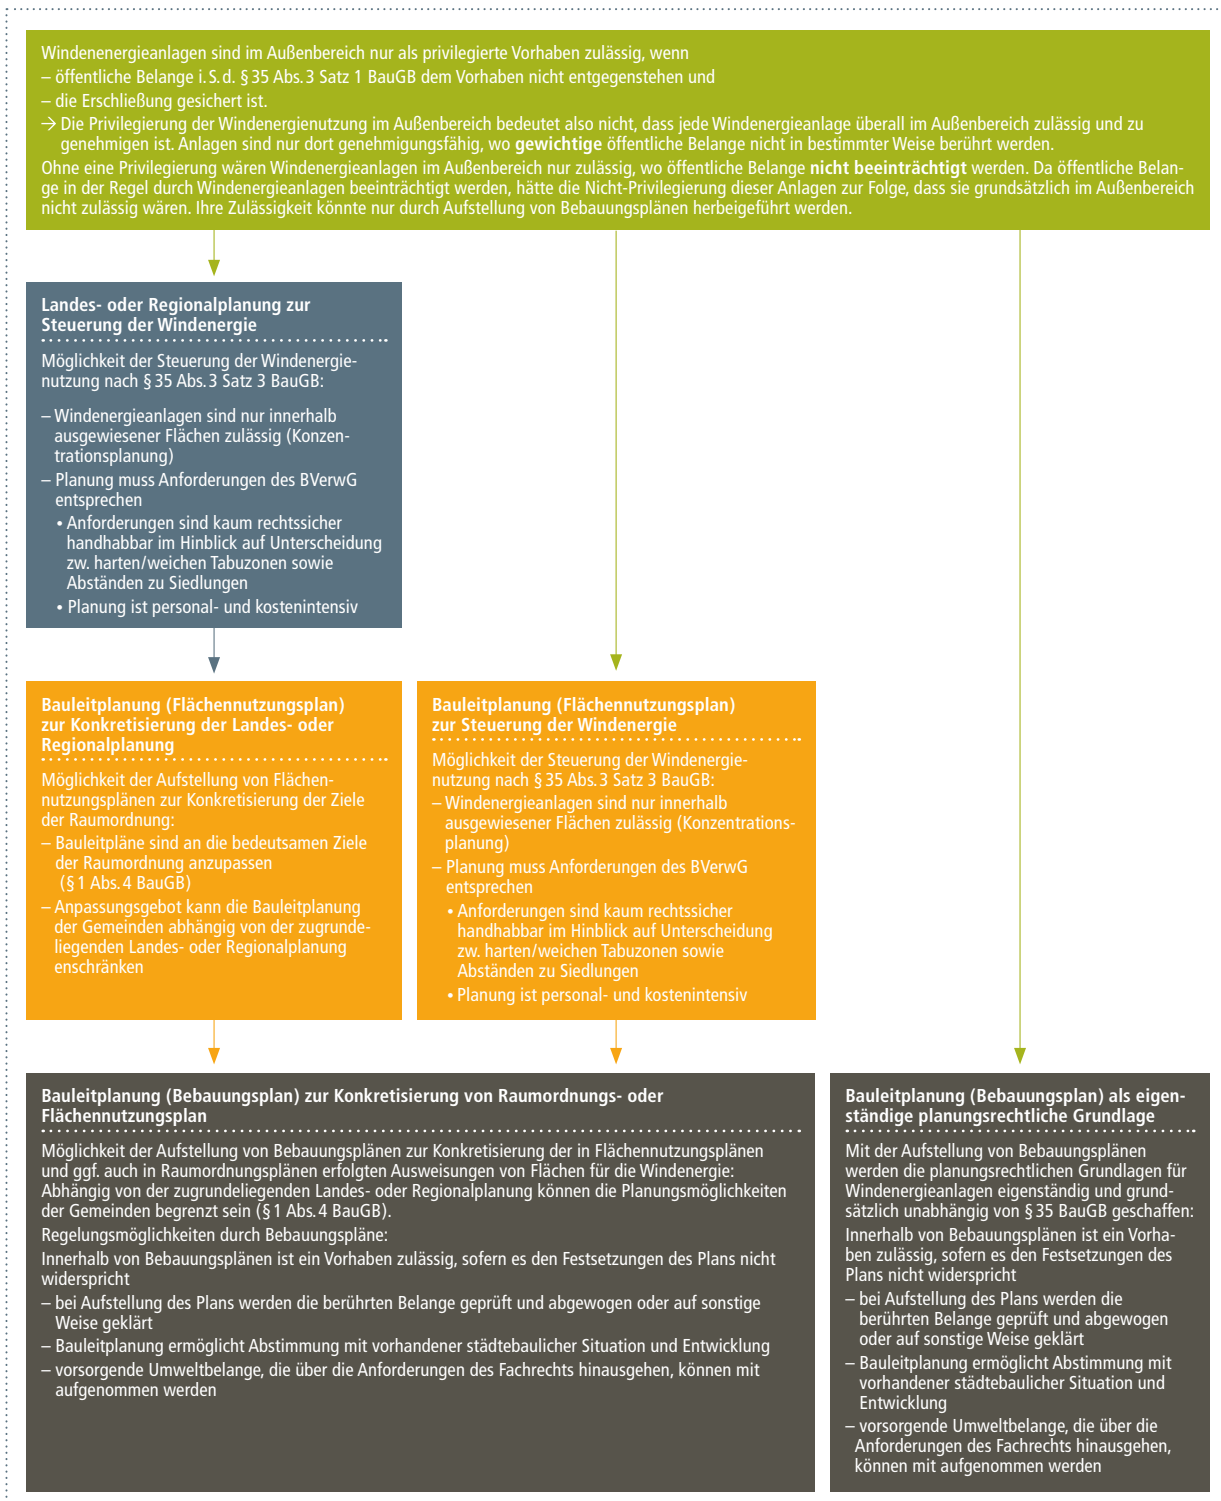 Windenenergieanlagen sind im Außenbereich nur als privilegierte Vorhaben zulässig, wenn
– öffentliche Belange i. S. d. § 35 Abs. 3 Satz 1 BauGB dem Vorhaben nicht entgegenstehen und
– die Erschließung gesichert ist.
→ Die Privilegierung der Windenergienutzung im Außenbereich bedeutet also nicht, dass jede Windenergieanlage überall im Außenbereich zulässig und zu
genehmigen ist. Anlagen sind nur dort genehmigungsfähig, wo gewichtige öffentliche Belange nicht in bestimmter Weise berührt werden.
Ohne eine Privilegierung wären Windenergieanlagen im Außenbereich nur zulässig, wo öffentliche Belange nicht beeinträchtigt werden. Da öffentliche Belan-
ge in der Regel durch Windenergieanlagen beeinträchtigt werden, hätte die Nicht-Privilegierung dieser Anlagen zur Folge, dass sie grundsätzlich im Außenbereich
nicht zulässig wären. Ihre Zulässigkeit könnte nur durch Aufstellung von Bebauungsplänen herbeigeführt werden.
Landes- oder Regionalplanung zur
Steuerung der Windenergie
Möglichkeit der Steuerung der Windenergie-
nutzung nach § 35 Abs. 3 Satz 3 BauGB:
– Windenergieanlagen sind nur innerhalb
ausgewiesener Flächen zulässig (Konzen-
trationsplanung)
– Planung muss Anforderungen des BVerwG
entsprechen
• Anforderungen sind kaum rechtssicher
handhabbar im Hinblick auf Unterscheidung
zw. harten/weichen Tabuzonen sowie
Abständen zu Siedlungen
• Planung ist personal- und kostenintensiv
Bauleitplanung (Flächennutzungsplan)
zur Konkretisierung der Landes- oder
Regionalplanung
Möglichkeit der Aufstellung von Flächen-
nutzungsplänen zur Konkretisierung der Ziele
der Raumordnung:
– Bauleitpläne sind an die bedeutsamen Ziele
der Raumordnung anzupassen
(§ 1 Abs. 4 BauGB)
– Anpassungsgebot kann die Bauleitplanung
der Gemeinden abhängig von der zugrunde-
liegenden Landes- oder Regionalplanung
enschränken
Bauleitplanung (Flächennutzungsplan)
zur Steuerung der Windenergie
Möglichkeit der Steuerung der Windenergie-
nutzung nach § 35 Abs. 3 Satz 3 BauGB:
– Windenergieanlagen sind nur innerhalb
ausgewiesener Flächen zulässig (Konzentrations-
planung)
– Planung muss Anforderungen des BVerwG
entsprechen
• Anforderungen sind kaum rechtssicher
handhabbar im Hinblick auf Unterscheidung
zw. harten/weichen Tabuzonen sowie
Abständen zu Siedlungen
• Planung ist personal- und kostenintensiv
Bauleitplanung (Bebauungsplan) zur Konkretisierung von Raumordnungs- oder
Flächennutzungsplan
Möglichkeit der Aufstellung von Bebauungsplänen zur Konkretisierung der in Flächennutzungsplänen
und ggf. auch in Raumordnungsplänen erfolgten Ausweisungen von Flächen für die Windenergie:
Abhängig von der zugrundeliegenden Landes- oder Regionalplanung können die Planungsmöglichkeiten
der Gemeinden begrenzt sein (§ 1 Abs. 4 BauGB).
Regelungsmöglichkeiten durch Bebauungspläne:
Innerhalb von Bebauungsplänen ist ein Vorhaben zulässig, sofern es den Festsetzungen des Plans nicht
widerspricht
– bei Aufstellung des Plans werden die berührten Belange geprüft und abgewogen oder auf sonstige
Weise geklärt
– Bauleitplanung ermöglicht Abstimmung mit vorhandener städtebaulicher Situation und Entwicklung
– vorsorgende Umweltbelange, die über die Anforderungen des Fachrechts hinausgehen, können mit
aufgenommen werden
Bauleitplanung (Bebauungsplan) als eigen-
ständige planungsrechtliche Grundlage
Mit der Aufstellung von Bebauungsplänen
werden die planungsrechtlichen Grundlagen für
Windenergieanlagen eigenständig und grund-
sätzlich unabhängig von § 35 BauGB geschaffen:
Innerhalb von Bebauungsplänen ist ein Vorha-
ben zulässig, sofern es den Festsetzungen des
Plans nicht widerspricht
– bei Aufstellung des Plans werden die
berührten Belange geprüft und abgewogen
oder auf sonstige Weise geklärt
– Bauleitplanung ermöglicht Abstimmung mit
vorhandener städtebaulicher Situation und
Entwicklung
– vorsorgende Umweltbelange, die über die
Anforderungen des Fachrechts hinausgehen,
können mit aufgenommen werden